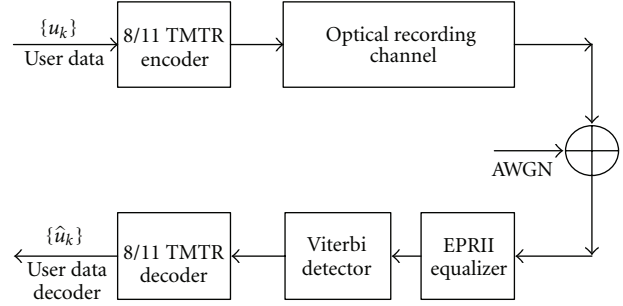 {u_k}
User data
8/11 TMTR
encoder
Optical recording
channel
AWGN
{û_k}
User data
decoder
8/11 TMTR
decoder
Viterbi
detector
EPRII
equalizer